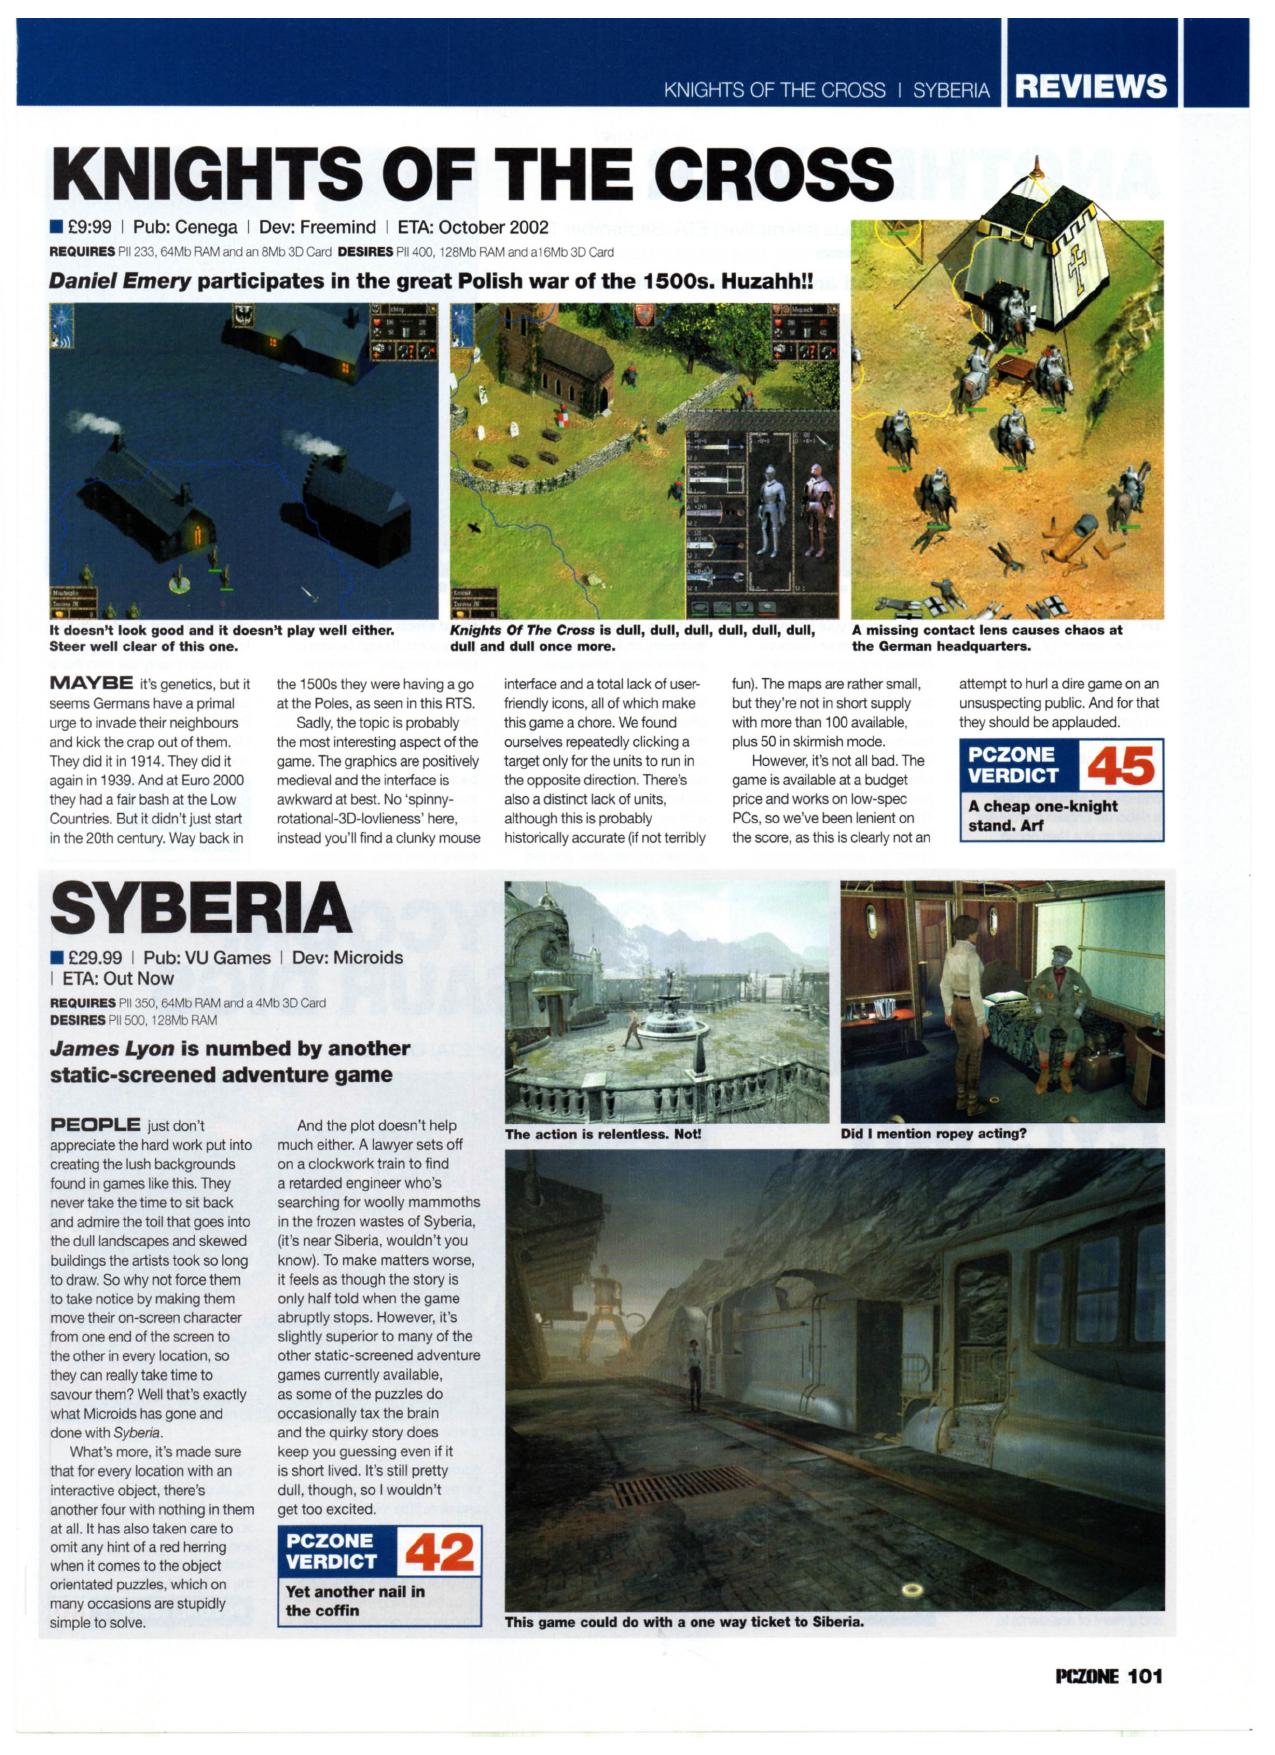 KNIGHTS OF THE CROSS | SYBERIA
REVIEWS
KNIGHTS OF THE CROSS
£9:99 | Pub: Cenega | Dev: Freemind | ETA: October 2002
REQUIRES PII 233, 64Mb RAM and an 8Mb 3D Card DESIRES PII 400, 128Mb RAM and a16Mb 3D Card
Daniel Emery participates in the great Polish war of the 1500s. Huzahh!!
It doesn't look good and it doesn't play well either.
Steer well clear of this one.
Knights Of The Cross is dull, dull, dull, dull, dull, dull,
dull and dull once more.
A missing contact lens causes chaos at
the German headquarters.
MAYBE it's genetics, but it
seems Germans have a primal
urge to invade their neighbours
and kick the crap out of them.
They did it in 1914. They did it
again in 1939. And at Euro 2000
they had a fair bash at the Low
Countries. But it didn't just start
in the 20th century. Way back in
the 1500s they were having a go
at the Poles, as seen in this RTS.
Sadly, the topic is probably
the most interesting aspect of the
game. The graphics are positively
medieval and the interface is
awkward at best. No 'spinny-
rotational-3D-lovlieness' here,
instead you'll find a clunky mouse
interface and a total lack of user-
friendly icons, all of which make
this game a chore. We found
ourselves repeatedly clicking a
target only for the units to run in
the opposite direction. There's
also a distinct lack of units,
although this is probably
historically accurate (if not terribly
fun). The maps are rather small,
but they're not in short supply
with more than 100 available,
plus 50 in skirmish mode.
However, it's not all bad. The
game is available at a budget
price and works on low-spec
PCs, so we've been lenient on
the score, as this is clearly not an
attempt to hurl a dire game on an
unsuspecting public. And for that
they should be applauded.
PCZONE
VERDICT
45
A cheap one-knight
stand. Arf
SYBERIA
£29.99 | Pub: VU Games | Dev: Microids
| ETA: Out Now
REQUIRES PII 350, 64Mb RAM and a 4Mb 3D Card
DESIRES PII 500, 128Mb RAM
James Lyon is numbed by another
static-screened adventure game
PEOPLE just don't
appreciate the hard work put into
creating the lush backgrounds
found in games like this. They
never take the time to sit back
and admire the toil that goes into
the dull landscapes and skewed
buildings the artists took so long
to draw. So why not force them
to take notice by making them
move their on-screen character
from one end of the screen to
the other in every location, so
they can really take time to
savour them? Well that's exactly
what Microids has gone and
done with Syberia.
What's more, it's made sure
that for every location with an
interactive object, there's
another four with nothing in them
at all. It has also taken care to
omit any hint of a red herring
when it comes to the object
orientated puzzles, which on
many occasions are stupidly
simple to solve.
And the plot doesn't help
much either. A lawyer sets off
on a clockwork train to find
a retarded engineer who's
searching for woolly mammoths
in the frozen wastes of Syberia,
(it's near Siberia, wouldn't you
know). To make matters worse,
it feels as though the story is
only half told when the game
abruptly stops. However, it's
slightly superior to many of the
other static-screened adventure
games currently available,
as some of the puzzles do
occasionally tax the brain
and the quirky story does
keep you guessing even if it
is short lived. It's still pretty
dull, though, so I wouldn't
get too excited.
PCZONE
VERDICT
42
Yet another nail in
the coffin
The action is relentless. Not!
Did I mention ropey acting?
This game could do with a one way ticket to Siberia.
PCZONE 101